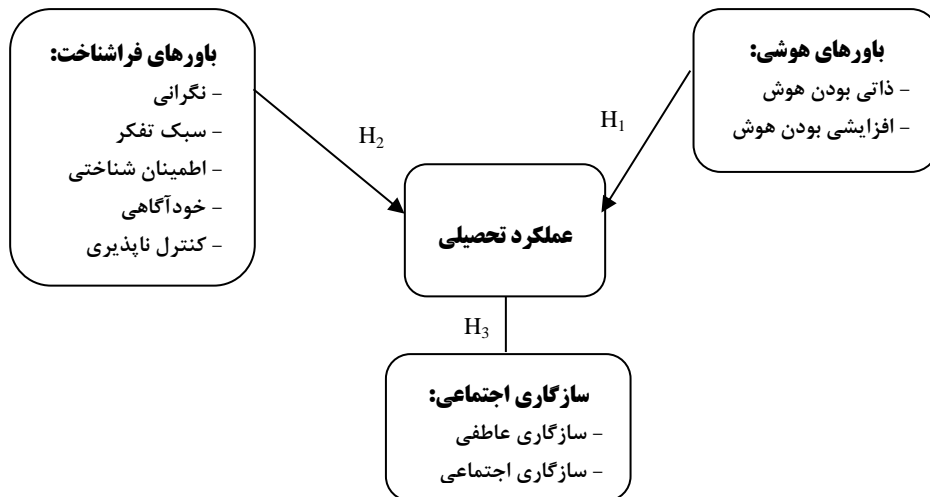 باورهای هوشی:
– ذاتی بودن هوش
– افزایشی بودن هوش
باورهای فراشناخت:
– نگرانی
– سبک تفکر
– اطمینان شناختی
– خودآگاهی
– کنترل ناپذیری
H₁
H₂
عملکرد تحصیلی
H₃
سازگاری اجتماعی:
– سازگاری عاطفی
– سازگاری اجتماعی